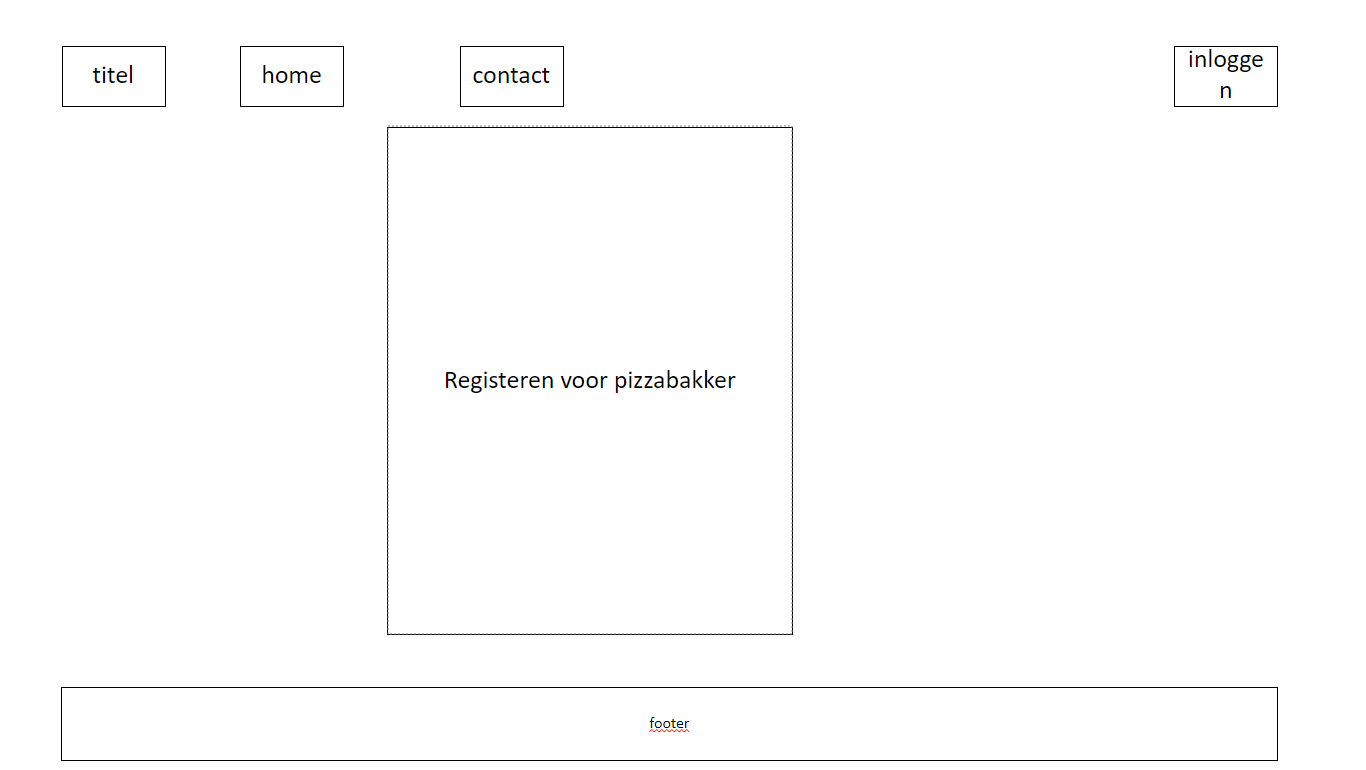 titel
home
contact
inlogge
n
Registeren voor pizzabakker
footer